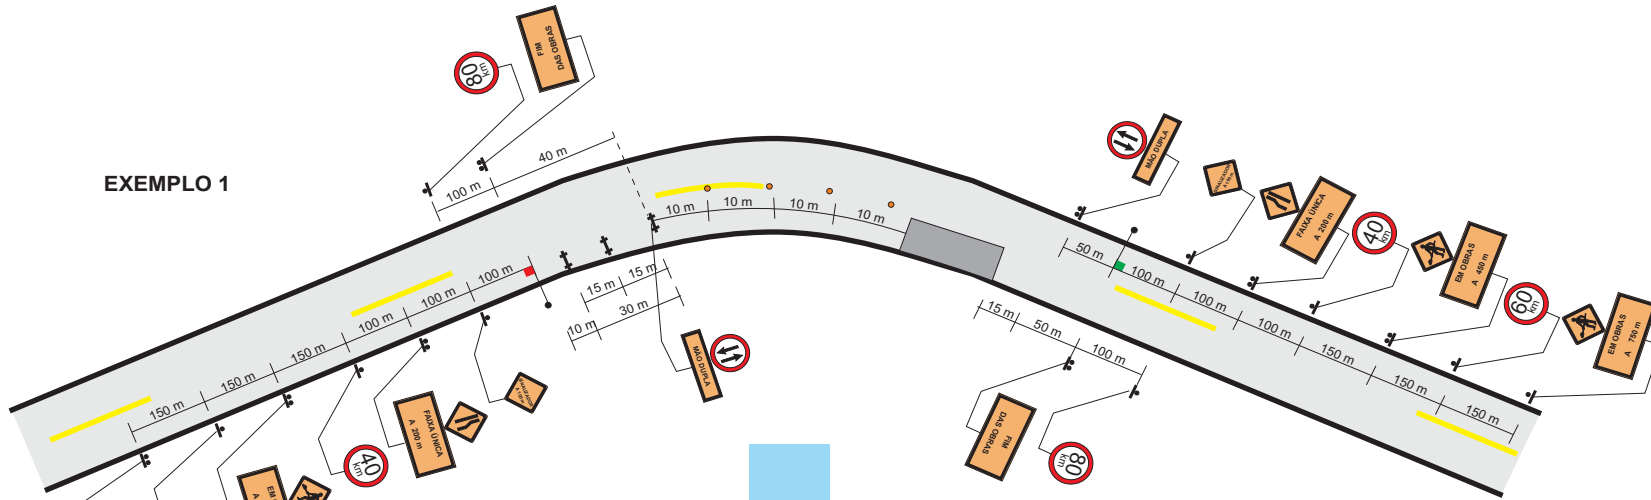 FIM
DAS OBRAS
80
km
40 m
100 m
EXEMPLO 1
MÃO DUPLA
SINALIZADOR
A 100 m
FAIXA ÚNICA
A 200 m
40
km
EM OBRAS
A 450 m
60
km
EM OBRAS
A 750 m
10 m
10 m
10 m
10 m
50 m
100 m
100 m
100 m
150 m
150 m
150 m
100 m
100 m
100 m
150 m
150 m
150 m
15 m
15 m
10 m
30 m
MÃO DUPLA
15 m
50 m
100 m
FIM
DAS OBRAS
80
km
FAIXA ÚNICA
A 200 m
40
km
EM
A